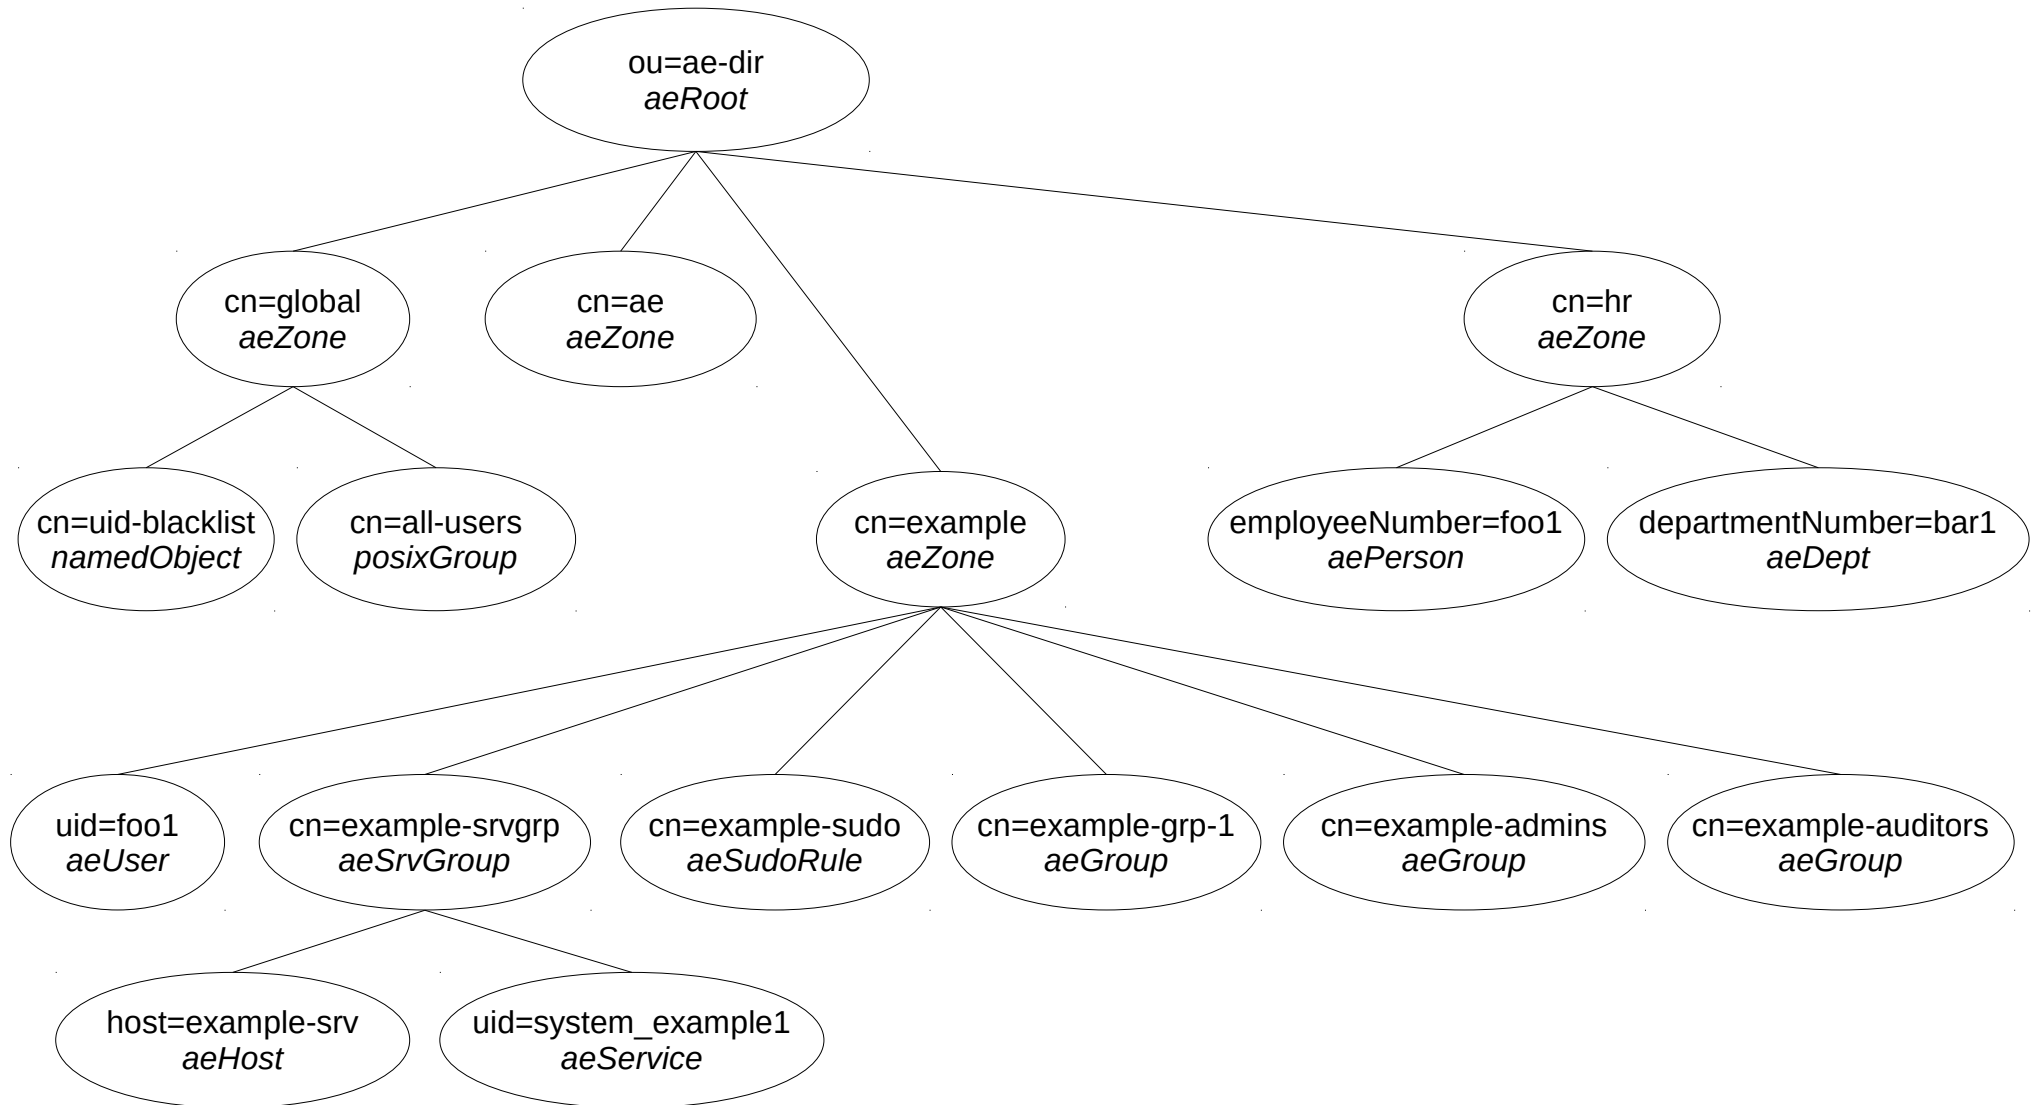 ou=ae-dir
aeRoot
cn=global
aeZone
cn=ae
aeZone
cn=hr
aeZone
cn=uid-blacklist
namedObject
cn=all-users
posixGroup
cn=example
aeZone
employeeNumber=foo1
aePerson
departmentNumber=bar1
aeDept
uid=foo1
aeUser
cn=example-srvgrp
aeSrvGroup
cn=example-sudo
aeSudoRule
cn=example-grp-1
aeGroup
cn=example-admins
aeGroup
cn=example-auditors
aeGroup
host=example-srv
aeHost
uid=system_example1
aeService